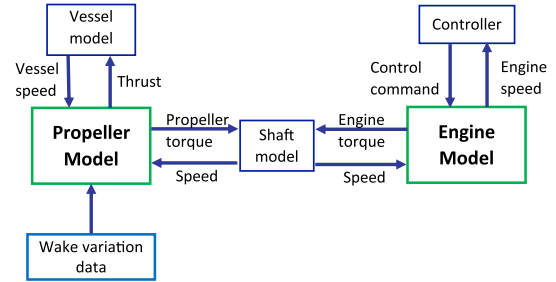 Vessel
model
Controller
Vessel
speed
Thrust
Control
command
Engine
speed
Propeller
Model
Propeller
torque
Shaft
model
Engine
torque
Engine
Model
Speed
Speed
Wake variation
data